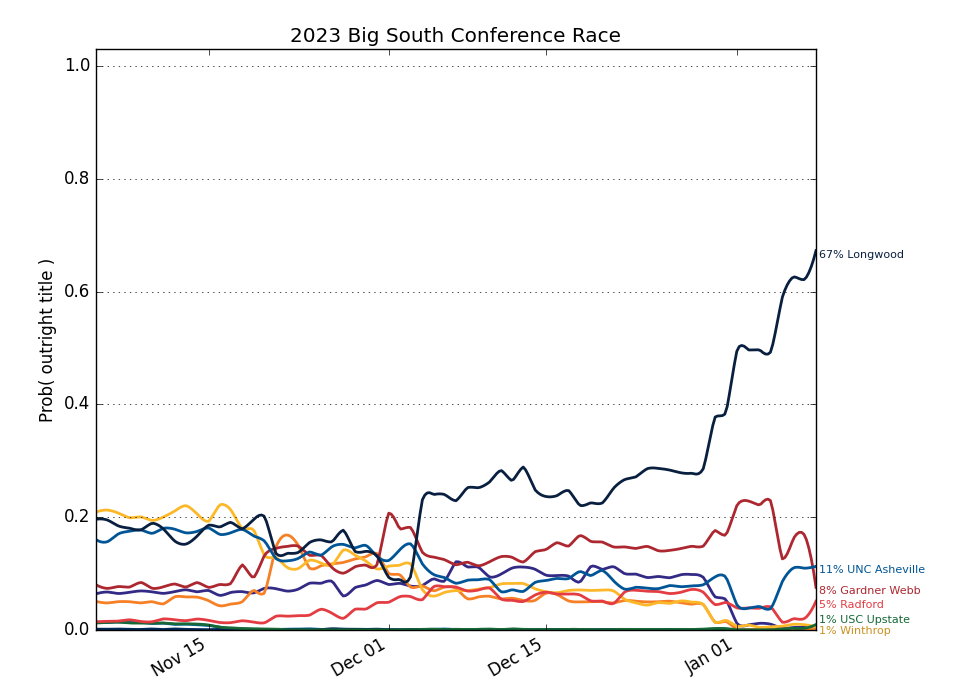 2023 Big South Conference Race
Prob( outright title )
1.0
0.8
0.6
0.4
0.2
0.0
Nov 15
Dec 01
Dec 15
Jan 01
67% Longwood
11% UNC Asheville
8% Gardner Webb
5% Radford
1% USC Upstate
1% Winthrop